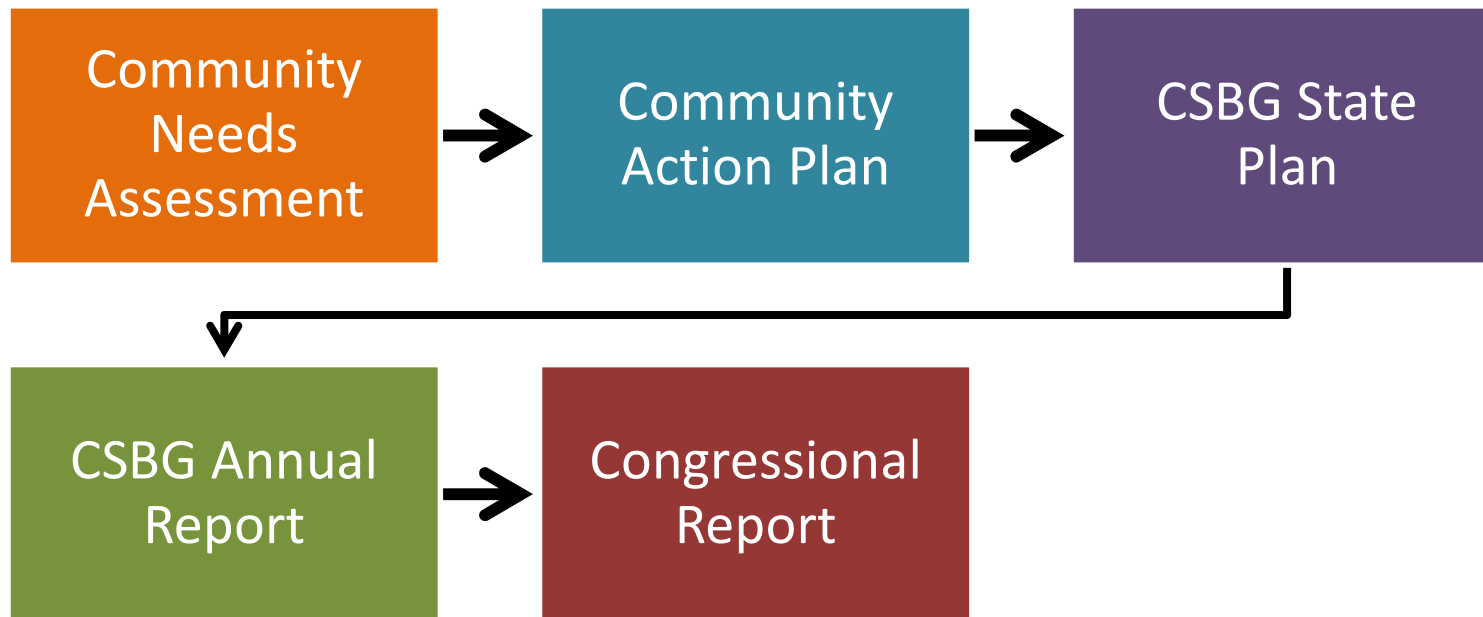 Community
Needs
Assessment
Community
Action Plan
CSBG State
Plan
CSBG Annual
Report
Congressional
Report